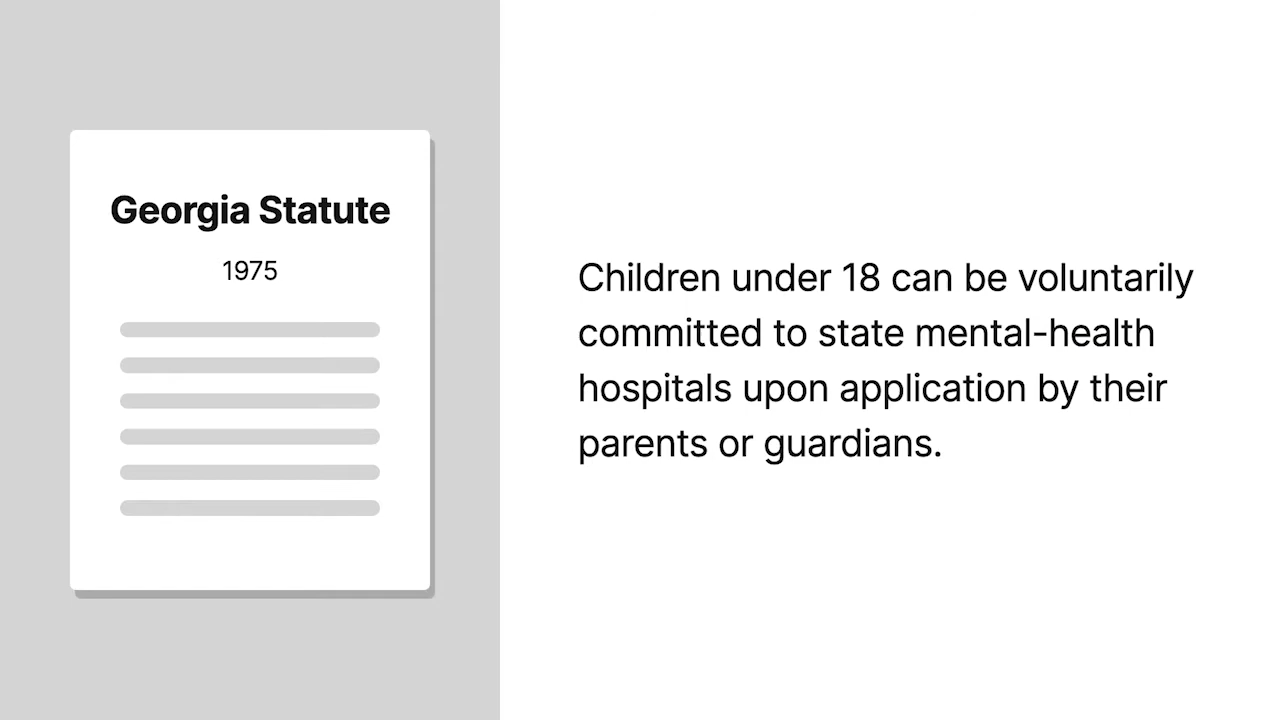 Georgia Statute
1975
Children under 18 can be voluntarily
committed to state mental-health
hospitals upon application by their
parents or guardians.